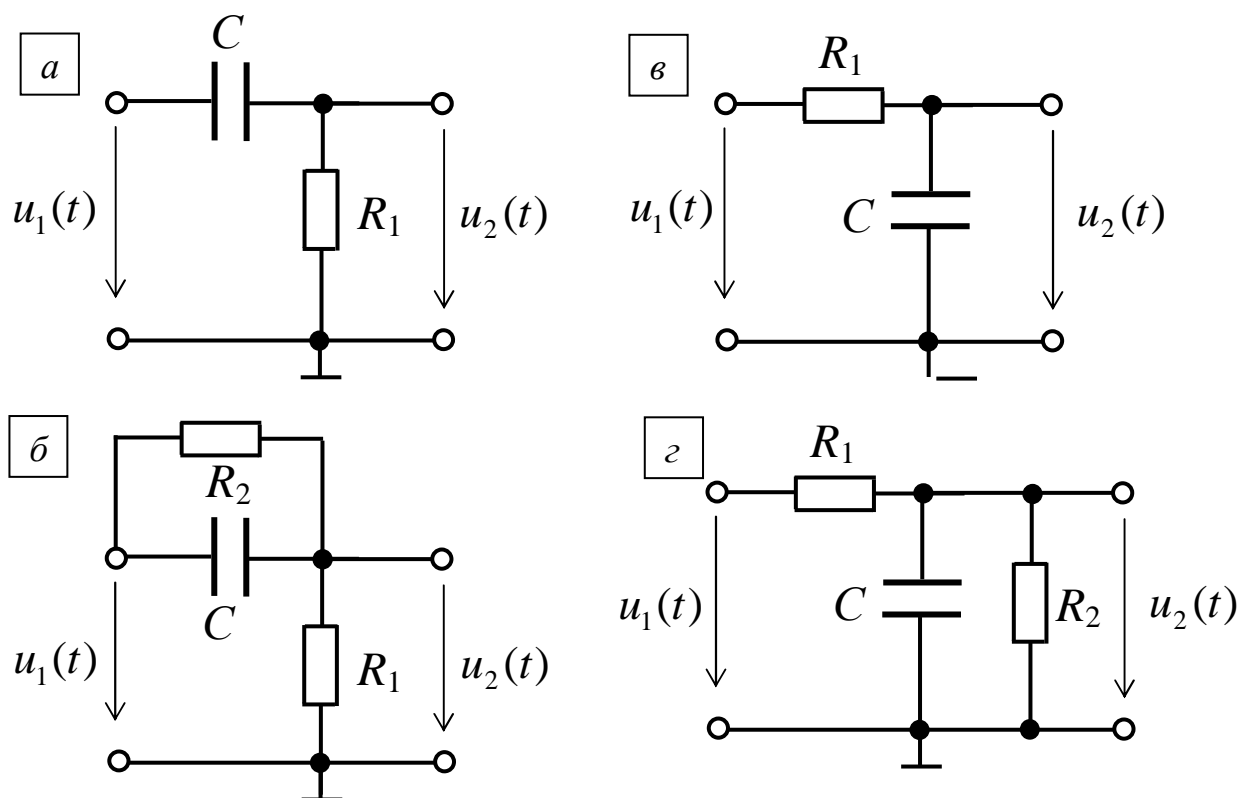 а
C
u₁(t)
R₁
u₂(t)
в
R₁
u₁(t)
C
u₂(t)
б
R₂
C
u₁(t)
R₁
u₂(t)
г
R₁
u₁(t)
C
R₂
u₂(t)